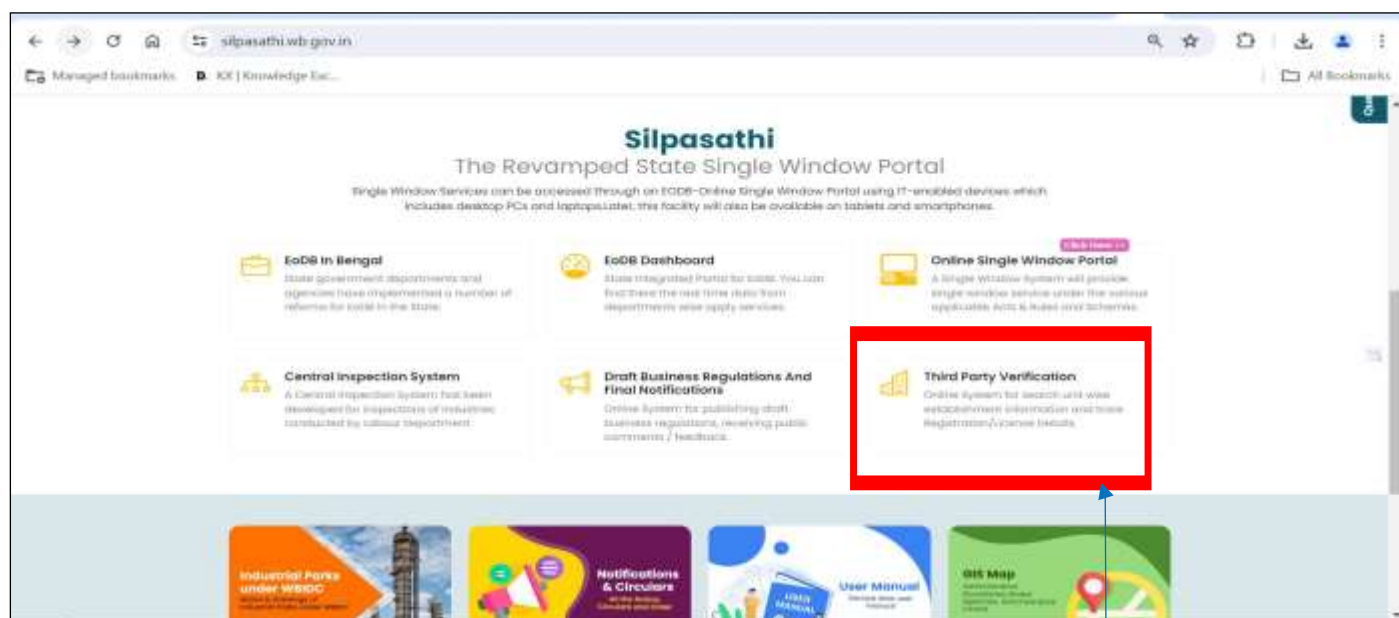 silpasathi.wb.gov.in
Managed bookmarks
KX | Knowledge Exc...
All Bookmarks
Silpasathi
The Revamped State Single Window Portal
Single Window Services can be accessed through an EODB-Online Single Window Portal using IT-enabled devices which
includes desktop PCs and laptops.Later, this facility will also be available on tablets and smartphones.
EoDB In Bengal
State government departments and
agencies have implemented a number of
reforms for EoDB in the State.
EoDB Dashboard
State Integrated Portal for EoDB. You can
find there the real time data from
departments wise apply services.
Click Here >>
Online Single Window Portal
A Single Window System will provide
single window service under the various
applicable Acts & Rules and Schemes.
Central Inspection System
A Central Inspection System has been
developed for inspections of industries
conducted by Labour Department.
Draft Business Regulations And
Final Notifications
Online System for publishing draft
business regulations, receiving public
comments / feedback.
Third Party Verification
Online System for search unit wise
establishment information and trace
Registration/License Details.
Industrial Parks
under WBIDC
Notifications
& Circulars
User Manual
USER
MANUAL
GIS Map